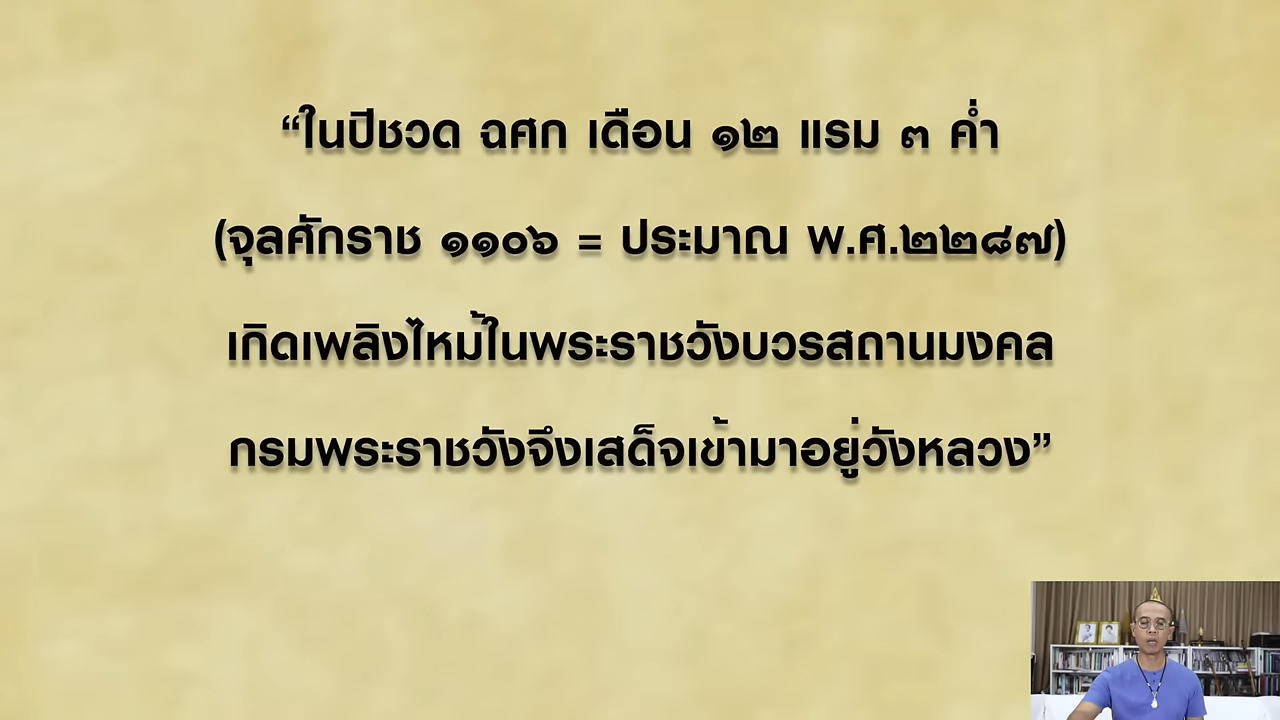 “ในปีชวด ฉศก เดือน ๑๒ แรม ๓ ค่ำ
(จุลศักราช ๑๑๐๖ = ประมาณ พ.ศ.๒๒๘๗)
เกิดเพลิงไหม้ในพระราชวังบวรสถานมงคล
กรมพระราชวังจึงเสด็จเข้ามาอยู่วังหลวง”